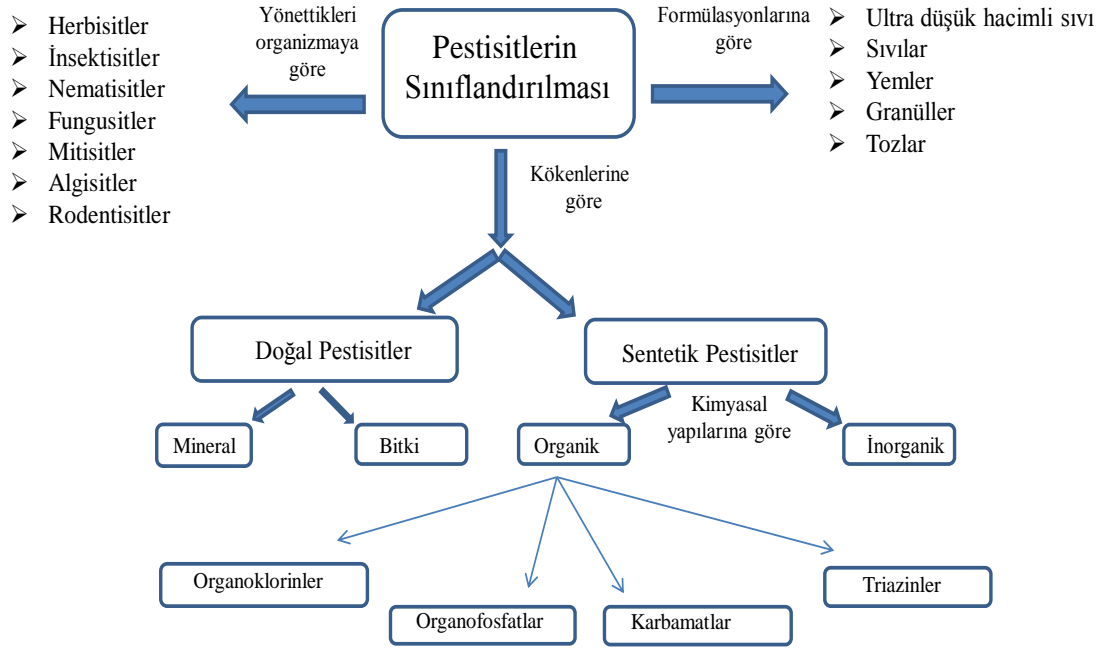 Herbisitler
İnsektisitler
Nematisitler
Fungusitler
Mitisitler
Algisitler
Rodentisitler
Yönettikleri
organizmaya
göre
Pestisitlerin
Sınıflandırılması
Formülasyonlarına
göre
Ultra düşük hacimli sıvı
Sıvılar
Yemler
Granüller
Tozlar
Kökenlerine
göre
Doğal Pestisitler
Sentetik Pestisitler
Kimyasal
yapılarına göre
Mineral
Bitki
Organik
İnorganik
Organoklorinler
Organofosfatlar
Karbamatlar
Triazinler